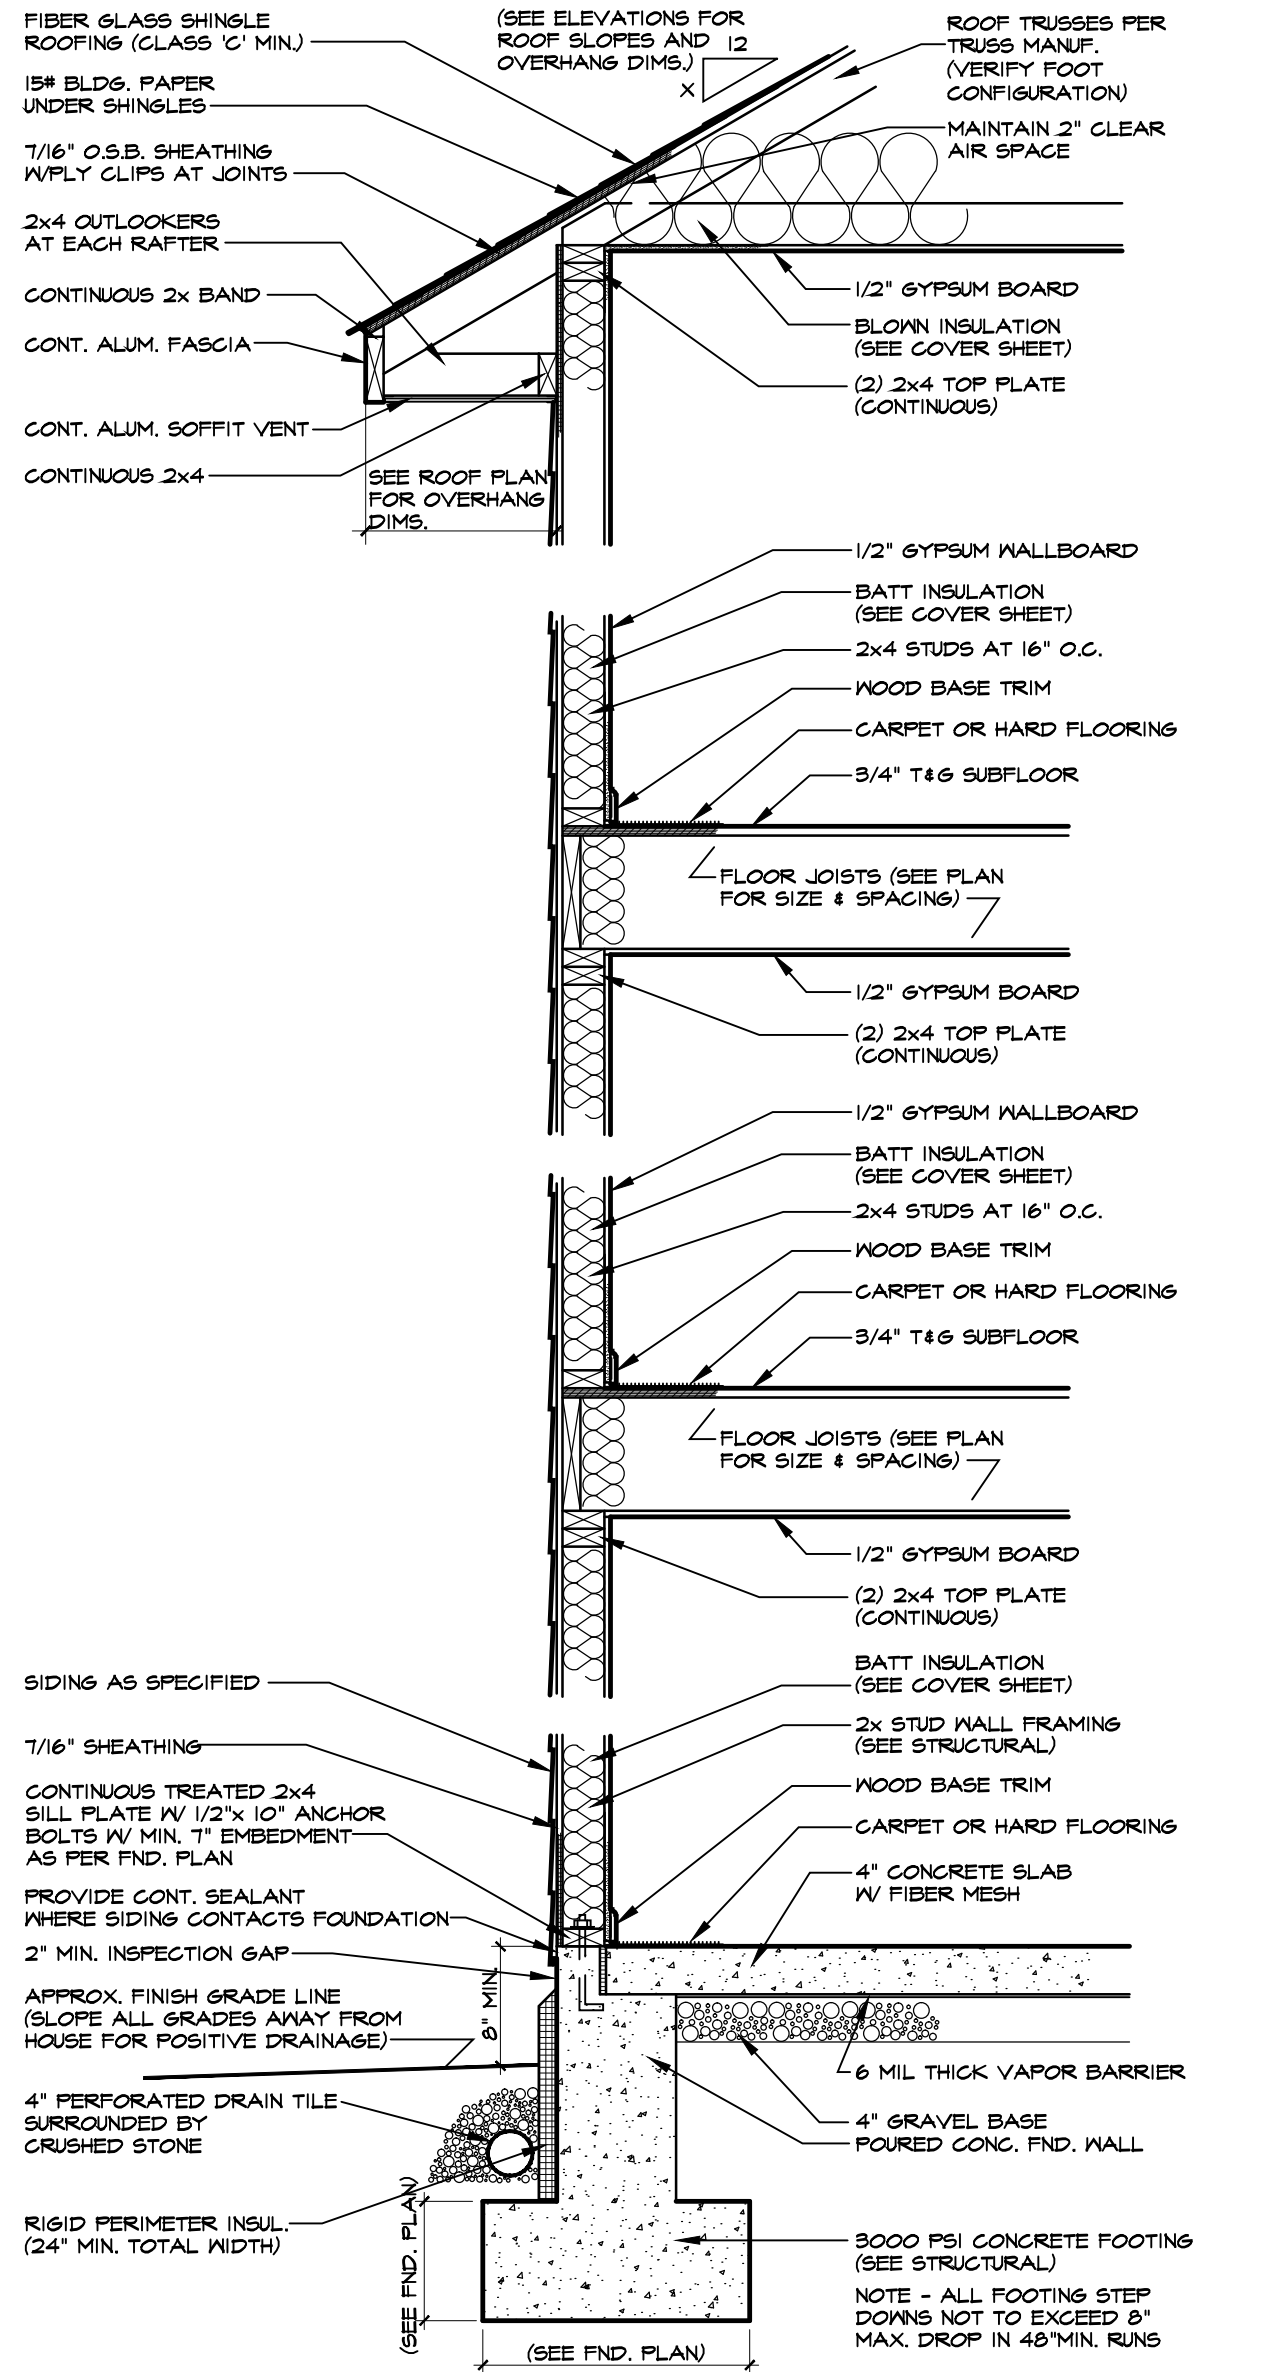 FIBER GLASS SHINGLE
ROOFING (CLASS 'C' MIN.)
15# BLDG. PAPER
UNDER SHINGLES
7/16" O.S.B. SHEATHING
W/PLY CLIPS AT JOINTS
2x4 OUTLOOKERS
AT EACH RAFTER
CONTINUOUS 2x BAND
CONT. ALUM. FASCIA
CONT. ALUM. SOFFIT VENT
CONTINUOUS 2x4
(SEE ELEVATIONS FOR
ROOF SLOPES AND
OVERHANG DIMS.)
12
X
ROOF TRUSSES PER
TRUSS MANUF.
(VERIFY FOOT
CONFIGURATION)
MAINTAIN 2" CLEAR
AIR SPACE
1/2" GYPSUM BOARD
BLOWN INSULATION
(SEE COVER SHEET)
(2) 2x4 TOP PLATE
(CONTINUOUS)
SEE ROOF PLAN
FOR OVERHANG
DIMS.
1/2" GYPSUM WALLBOARD
BATT INSULATION
(SEE COVER SHEET)
2x4 STUDS AT 16" O.C.
WOOD BASE TRIM
CARPET OR HARD FLOORING
3/4" T&G SUBFLOOR
FLOOR JOISTS (SEE PLAN
FOR SIZE & SPACING)
1/2" GYPSUM BOARD
(2) 2x4 TOP PLATE
(CONTINUOUS)
1/2" GYPSUM WALLBOARD
BATT INSULATION
(SEE COVER SHEET)
2x4 STUDS AT 16" O.C.
WOOD BASE TRIM
CARPET OR HARD FLOORING
3/4" T&G SUBFLOOR
FLOOR JOISTS (SEE PLAN
FOR SIZE & SPACING)
1/2" GYPSUM BOARD
(2) 2x4 TOP PLATE
(CONTINUOUS)
SIDING AS SPECIFIED
7/16" SHEATHING
CONTINUOUS TREATED 2x4
SILL PLATE W/ 1/2"x 10" ANCHOR
BOLTS W/ MIN. 7" EMBEDMENT
AS PER FND. PLAN
PROVIDE CONT. SEALANT
WHERE SIDING CONTACTS FOUNDATION
2" MIN. INSPECTION GAP
APPROX. FINISH GRADE LINE
(SLOPE ALL GRADES AWAY FROM
HOUSE FOR POSITIVE DRAINAGE)
4" PERFORATED DRAIN TILE
SURROUNDED BY
CRUSHED STONE
RIGID PERIMETER INSUL.
(24" MIN. TOTAL WIDTH)
8" MIN.
BATT INSULATION
(SEE COVER SHEET)
2x STUD WALL FRAMING
(SEE STRUCTURAL)
WOOD BASE TRIM
CARPET OR HARD FLOORING
4" CONCRETE SLAB
W/ FIBER MESH
6 MIL THICK VAPOR BARRIER
4" GRAVEL BASE
POURED CONC. FND. WALL
3000 PSI CONCRETE FOOTING
(SEE STRUCTURAL)
NOTE - ALL FOOTING STEP
DOWNS NOT TO EXCEED 8"
MAX. DROP IN 48"MIN. RUNS
(SEE FND. PLAN)
(SEE FND. PLAN)